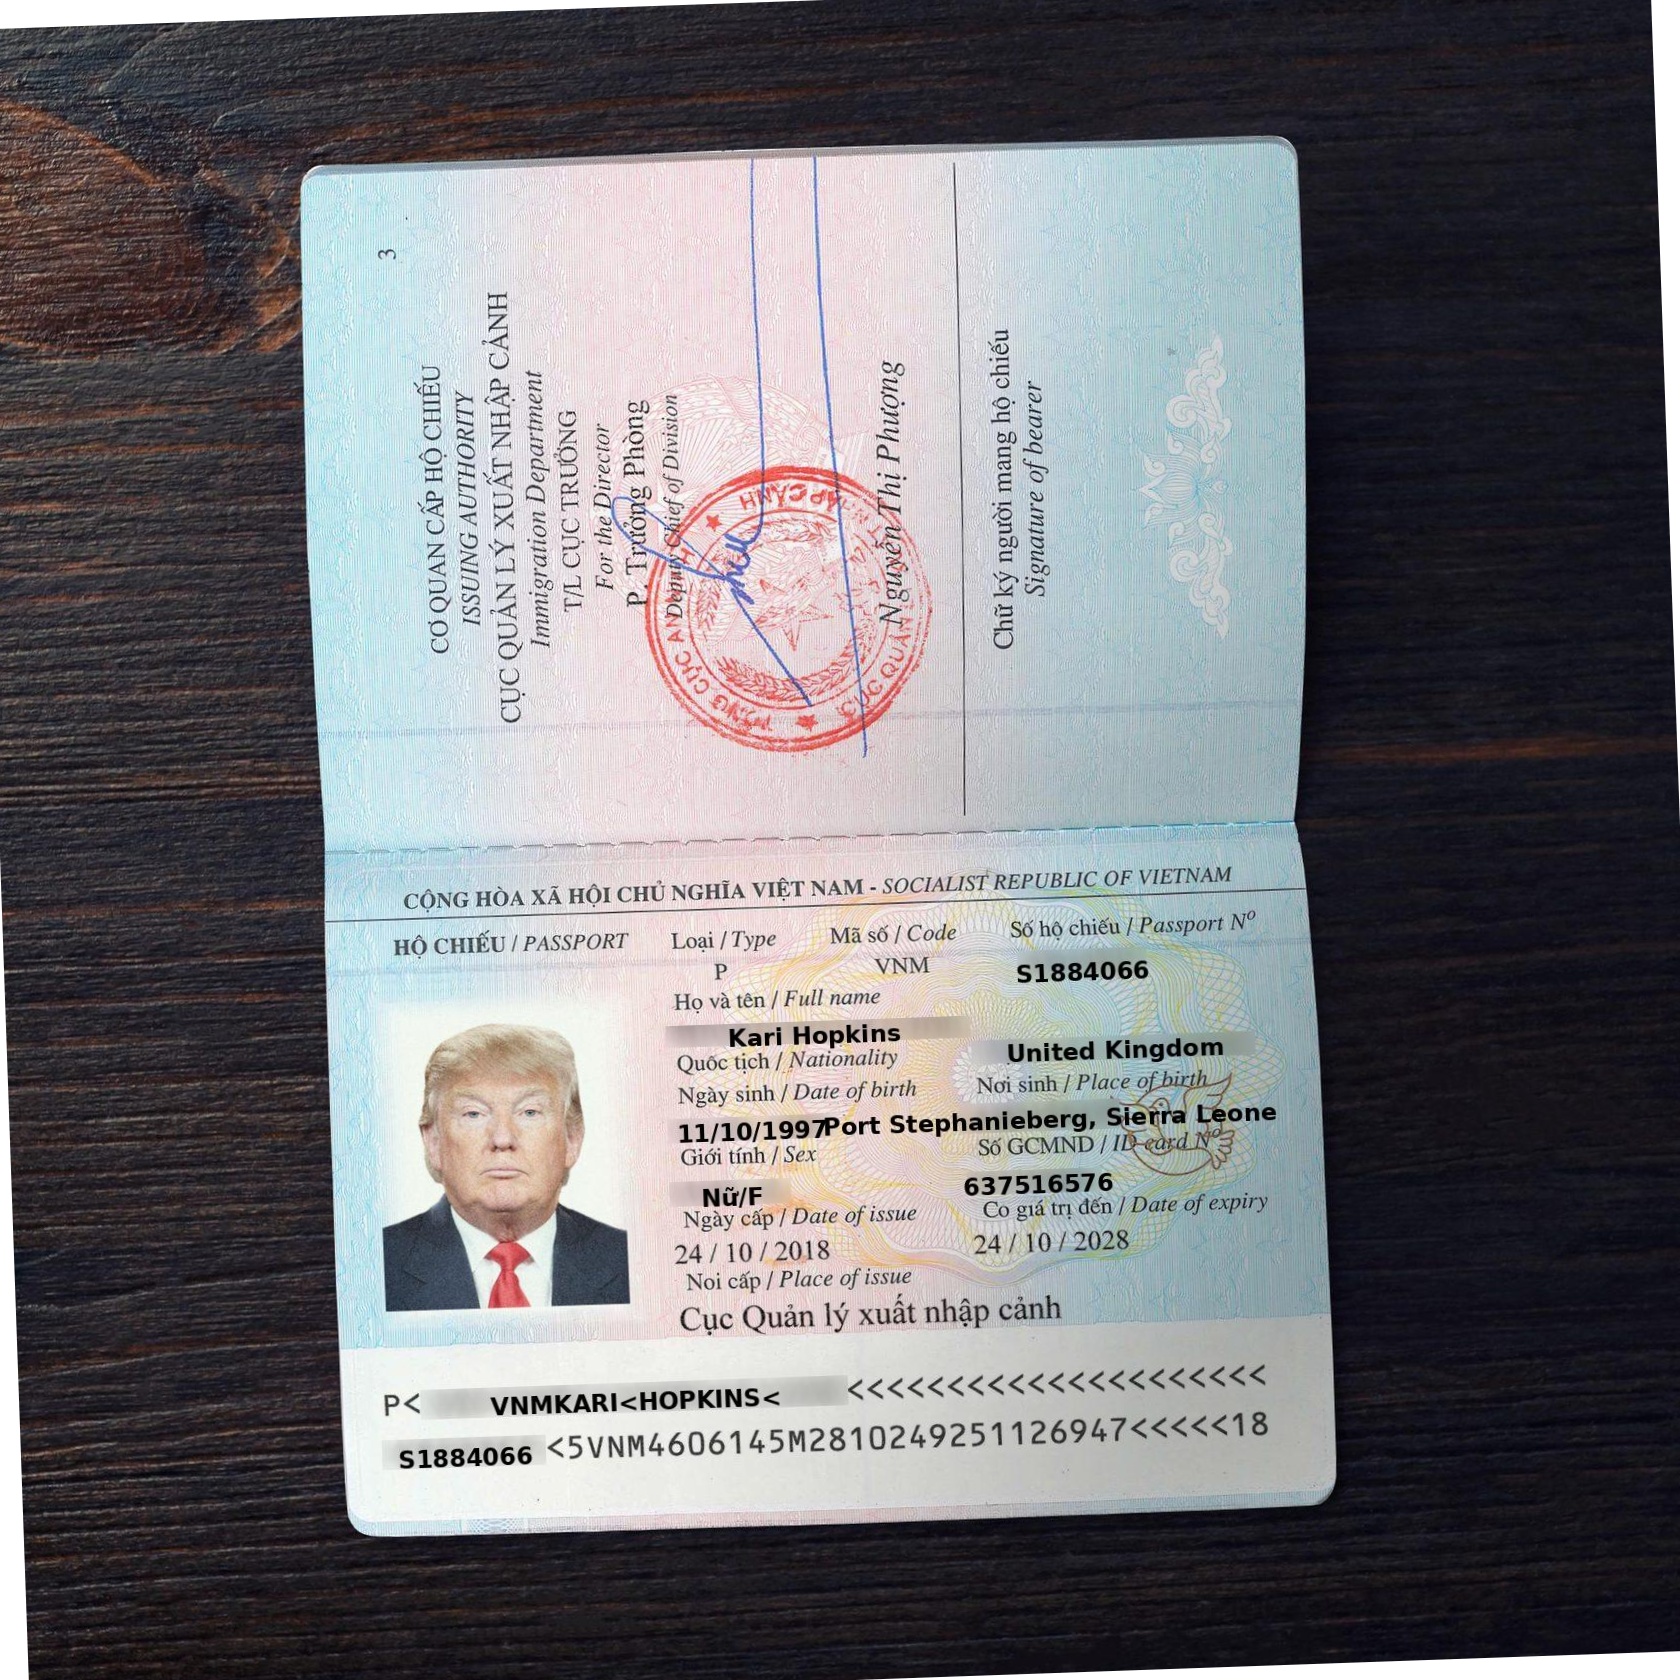 3
CƠ QUAN CẤP HỘ CHIẾU
ISSUING AUTHORITY
CỤC QUẢN LÝ XUẤT NHẬP CẢNH
Immigration Department
T/L CỤC TRƯỞNG
For the Director
P. Trưởng Phòng
Deputy Chief of Division
Nguyễn Thị Phượng
Chữ ký người mang hộ chiếu
Signature of bearer
CỘNG HÒA XÃ HỘI CHỦ NGHĨA VIỆT NAM - SOCIALIST REPUBLIC OF VIETNAM
HỘ CHIẾU / PASSPORT Loại / Type Mã số / Code Số hộ chiếu / Passport Nº
P VNM S1884066
Họ và tên / Full name
Kari Hopkins
Quốc tịch / Nationality United Kingdom
Ngày sinh / Date of birth Nơi sinh / Place of birth
11/10/1997 Port Stephanieberg, Sierra Leone
Giới tính / Sex Số GCMND / ID card Nº
Nữ/F 637516576
Ngày cấp / Date of issue Co giá trị đến / Date of expiry
24 / 10 / 2018 24 / 10 / 2028
Noi cấp / Place of issue
Cục Quản lý xuất nhập cảnh
P< VNMKARI<HOPKINS< <<<<<<<<<<<<<<<<<<<<<
S1884066 <5VNM4606145M2810249251126947<<<<<18